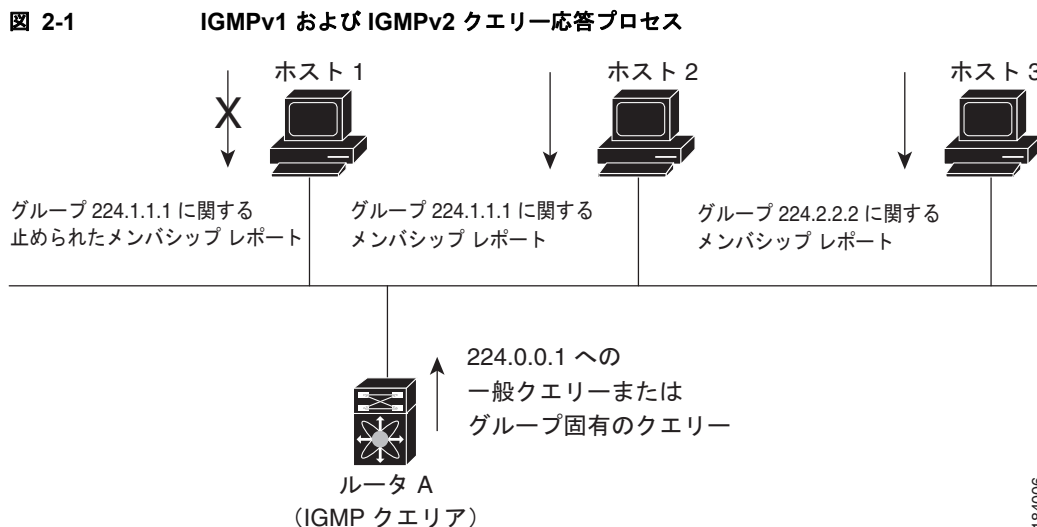 図 2-1 IGMPv1 および IGMPv2 クエリー応答プロセス
ホスト 1
ホスト 2
ホスト 3
X
グループ 224.1.1.1 に関する
止められたメンバシップ レポート
グループ 224.1.1.1 に関する
メンバシップ レポート
グループ 224.2.2.2 に関する
メンバシップ レポート
224.0.0.1 への
一般クエリーまたは
グループ固有のクエリー
ルータ A
（IGMP クエリア）